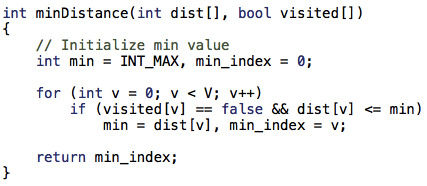 int minDistance(int dist[], bool visited[])
{
    // Initialize min value
    int min = INT_MAX, min_index = 0;

    for (int v = 0; v < V; v++)
        if (visited[v] == false && dist[v] <= min)
            min = dist[v], min_index = v;

    return min_index;
}